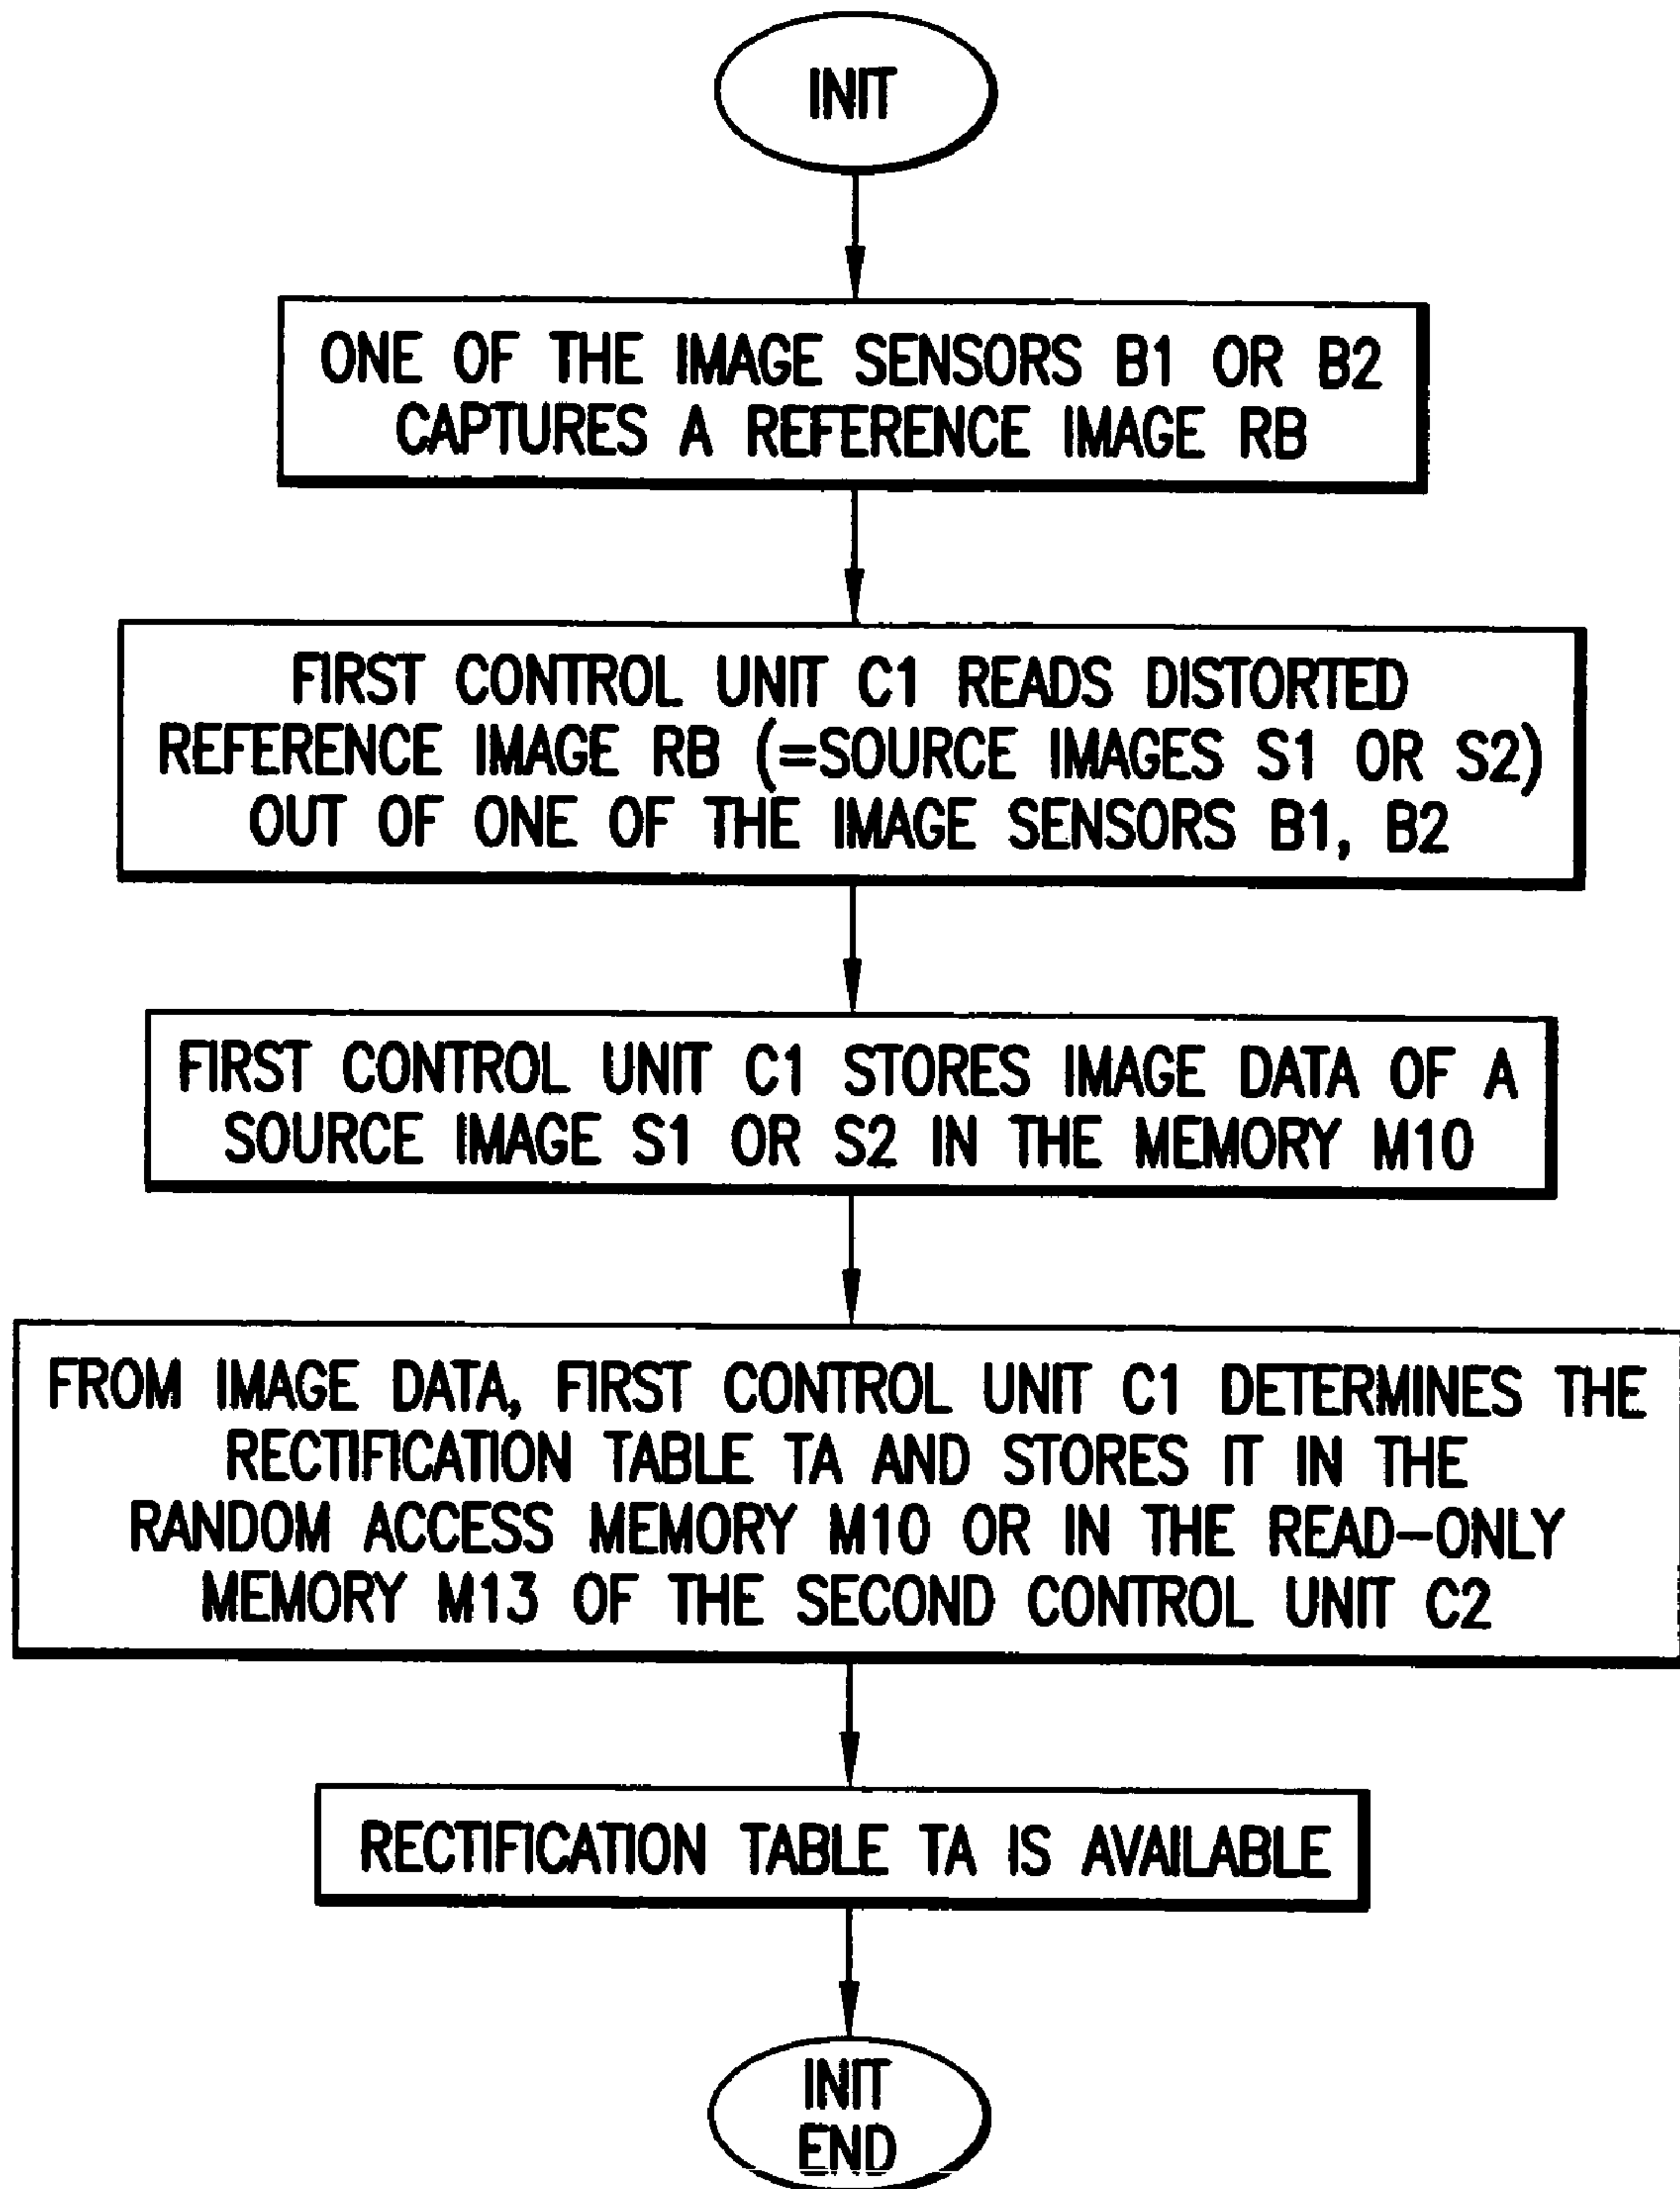 INIT
ONE OF THE IMAGE SENSORS B1 OR B2
CAPTURES A REFERENCE IMAGE RB
FIRST CONTROL UNIT C1 READS DISTORTED
REFERENCE IMAGE RB (=SOURCE IMAGES S1 OR S2)
OUT OF ONE OF THE IMAGE SENSORS B1, B2
FIRST CONTROL UNIT C1 STORES IMAGE DATA OF A
SOURCE IMAGE S1 OR S2 IN THE MEMORY M10
FROM IMAGE DATA, FIRST CONTROL UNIT C1 DETERMINES THE
RECTIFICATION TABLE TA AND STORES IT IN THE
RANDOM ACCESS MEMORY M10 OR IN THE READ-ONLY
MEMORY M13 OF THE SECOND CONTROL UNIT C2
RECTIFICATION TABLE TA IS AVAILABLE
INIT
END